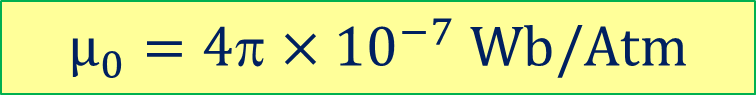 μ₀ = 4π × 10⁻⁷ Wb/Atm